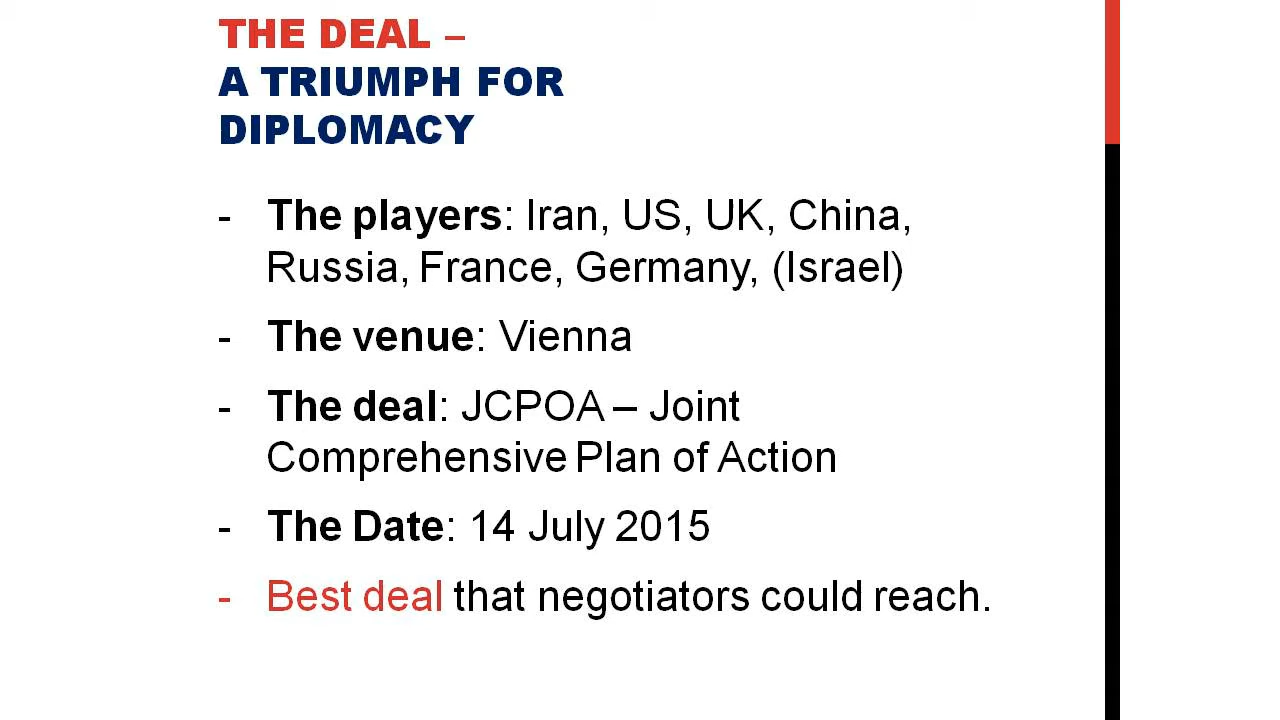 THE DEAL –
A TRIUMPH FOR
DIPLOMACY
- The players: Iran, US, UK, China,
Russia, France, Germany, (Israel)
- The venue: Vienna
- The deal: JCPOA – Joint
Comprehensive Plan of Action
- The Date: 14 July 2015
- Best deal that negotiators could reach.